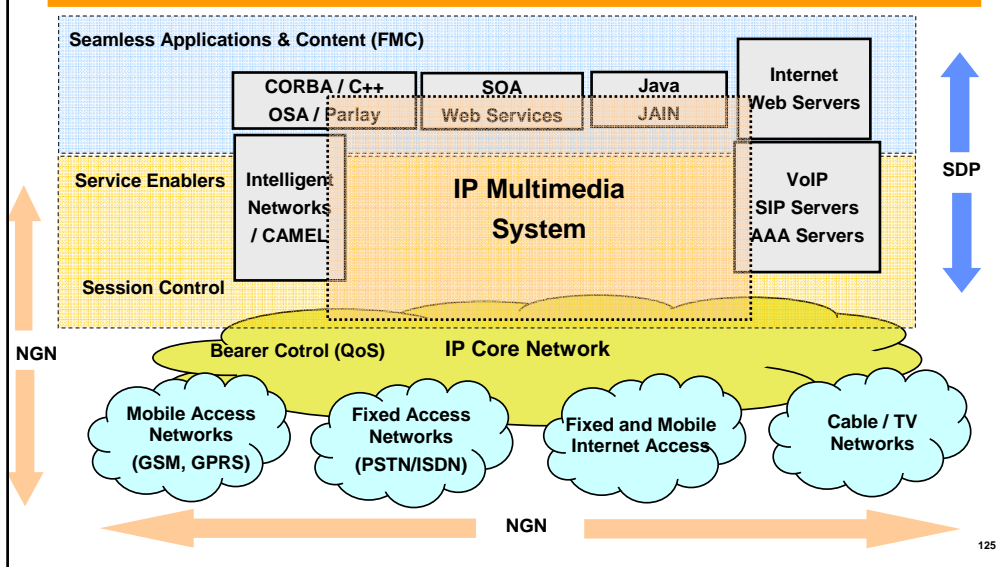 Seamless Applications & Content (FMC)
CORBA / C++
OSA / Parlay
SOA
Web Services
Java
JAIN
Internet
Web Servers
SDP
Service Enablers
Intelligent
Networks
/ CAMEL
IP Multimedia
System
VoIP
SIP Servers
AAA Servers
Session Control
NGN
Bearer Cotrol (QoS)
IP Core Network
Mobile Access
Networks
(GSM, GPRS)
Fixed Access
Networks
(PSTN/ISDN)
Fixed and Mobile
Internet Access
Cable / TV
Networks
NGN
125